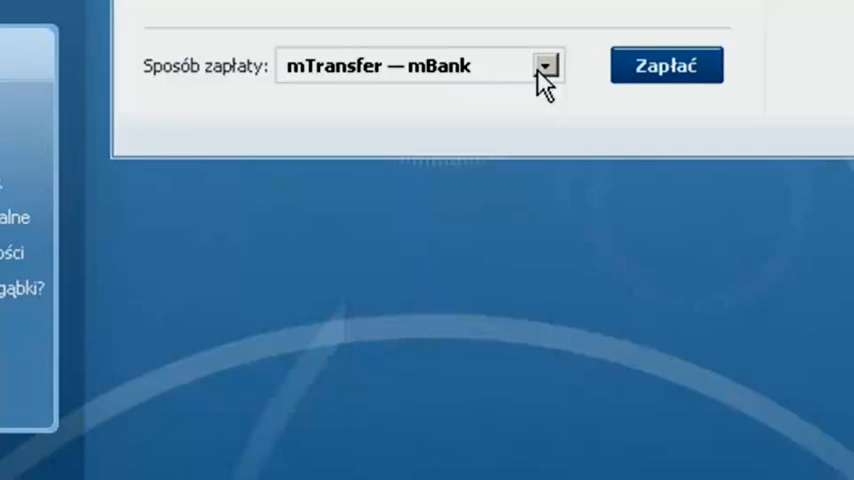 Sposób zapłaty: mTransfer — mBank Zapłać
alne
ości
gąbki?